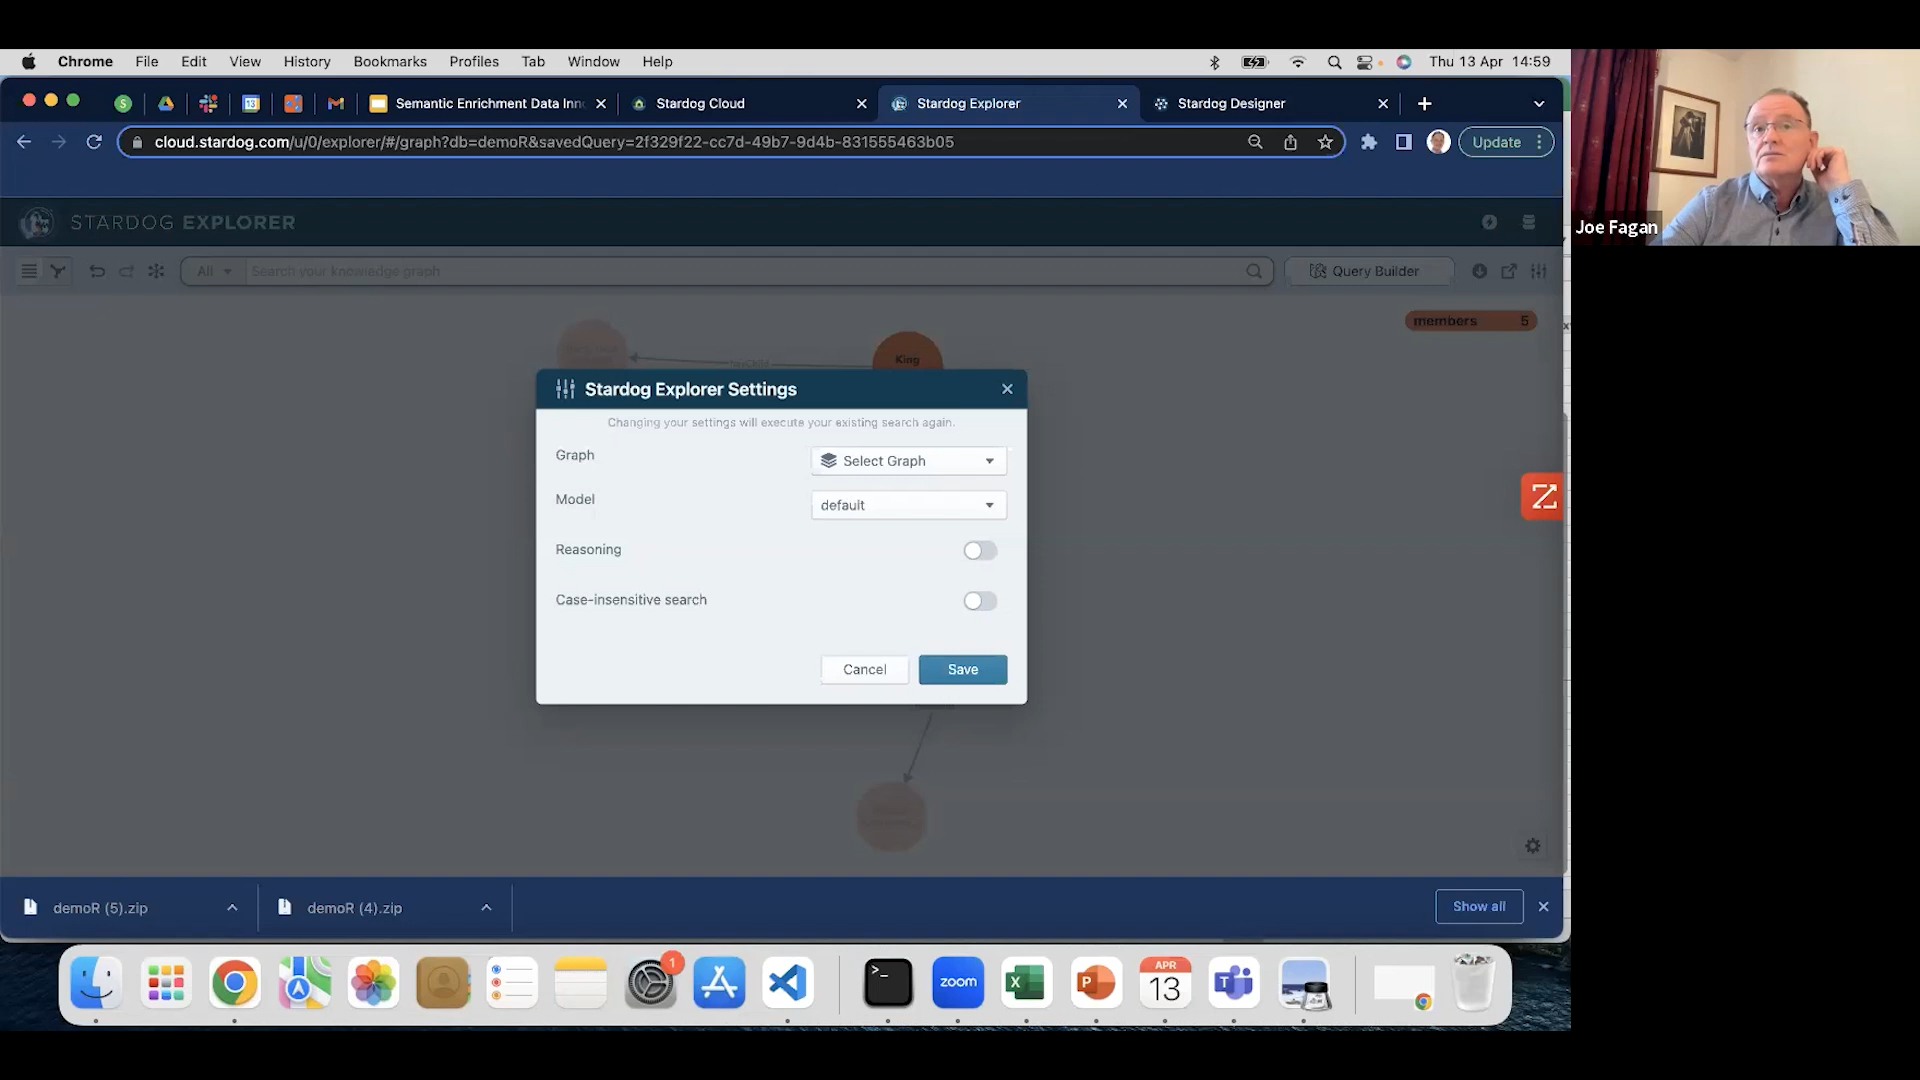 Chrome File Edit View History Bookmarks Profiles Tab Window Help Thu 13 Apr 14:59
S 13 Semantic Enrichment Data Inno Stardog Cloud Stardog Explorer Stardog Designer
cloud.stardog.com/u/0/explorer/#/graph?db=demoR&savedQuery=2f329f22-cc7d-49b7-9d4b-831555463b05 Update
Joe Fagan
STARDOG EXPLORER
All Search your knowledge graph Query Builder
members 5
King
hasChild
Stardog Explorer Settings
Changing your settings will execute your existing search again.
Graph Select Graph
Model default
Reasoning
Case-insensitive search
Cancel Save
demoR (5).zip demoR (4).zip Show all
1
APR
13
zoom